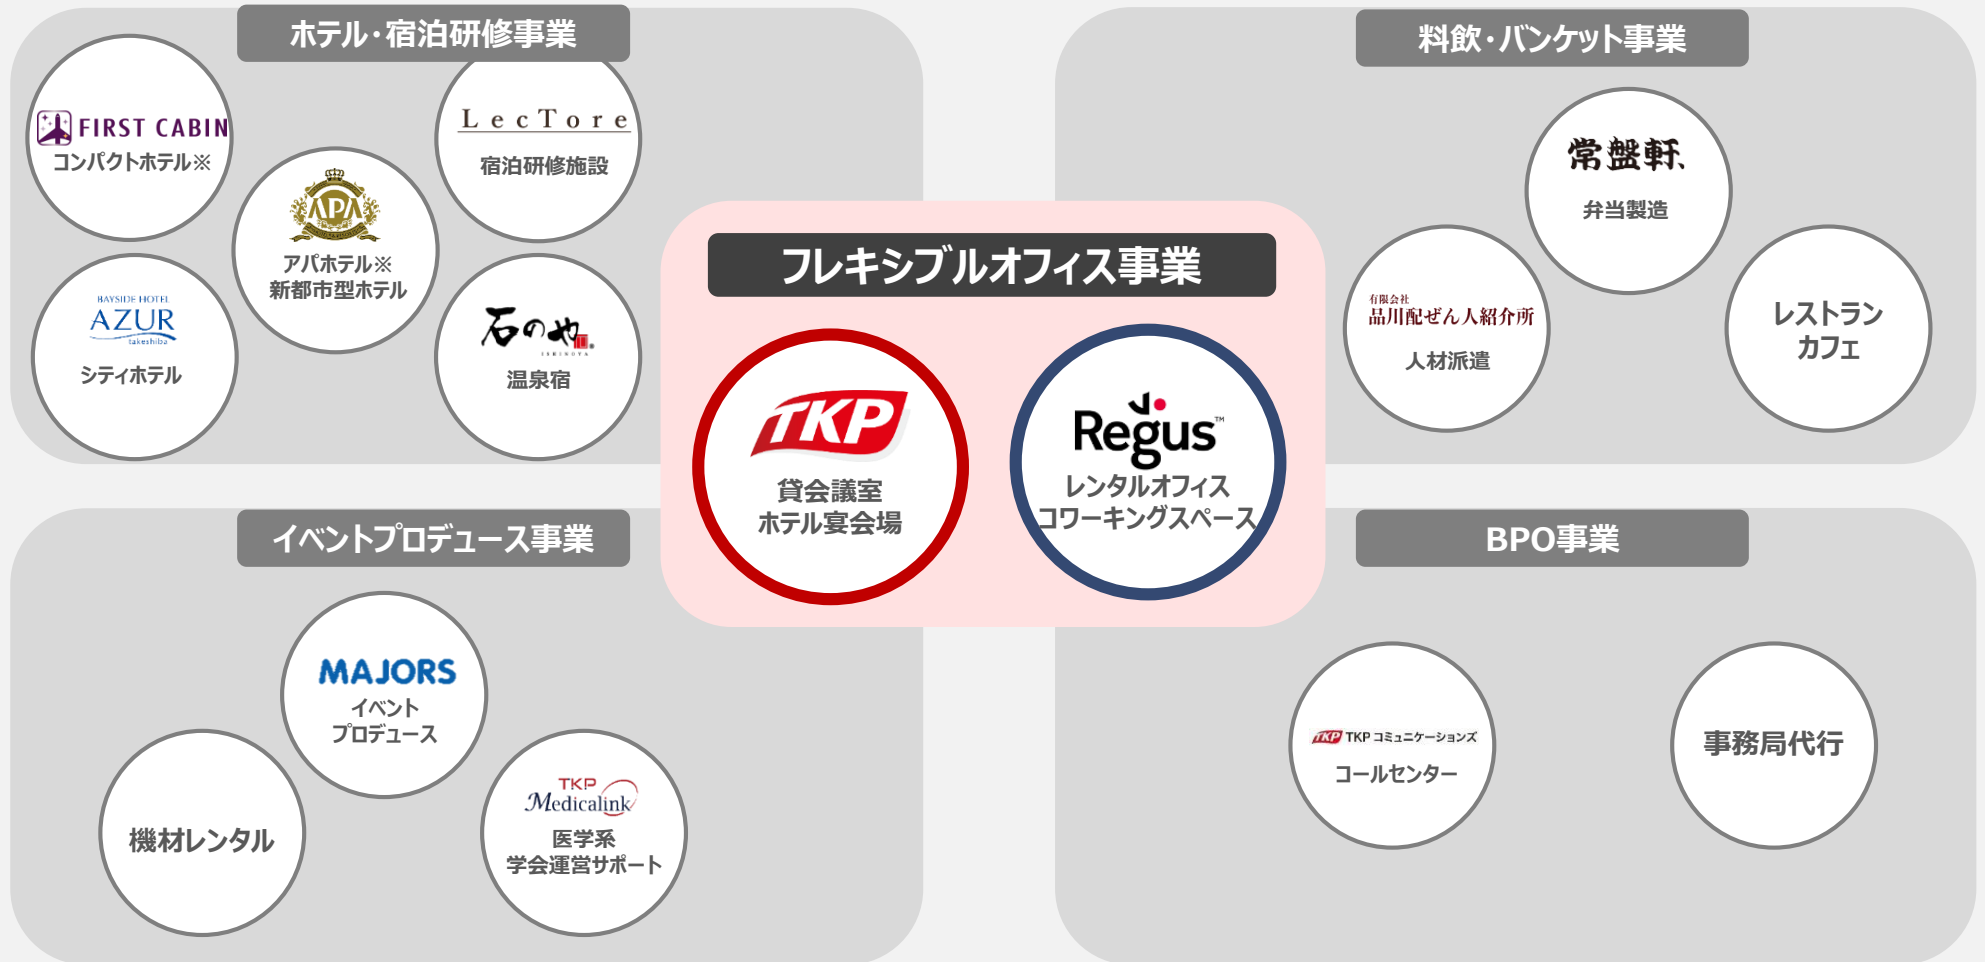 ホテル・宿泊研修事業
FIRST CABIN
コンパクトホテル※
LecTore
宿泊研修施設
APA
アパホテル※
新都市型ホテル
BAYSIDE HOTEL
AZUR
takeshiba
シティホテル
石のや
ISHINOYA
温泉宿
料飲・バンケット事業
常盤軒
弁当製造
有限会社
品川配ぜん人紹介所
人材派遣
レストラン
カフェ
フレキシブルオフィス事業
TKP
貸会議室
ホテル宴会場
Regus™
レンタルオフィス
コワーキングスペース
イベントプロデュース事業
MAJORS
イベント
プロデュース
機材レンタル
TKP
Medicalink
医学系
学会運営サポート
BPO事業
TKP TKPコミュニケーションズ
コールセンター
事務局代行